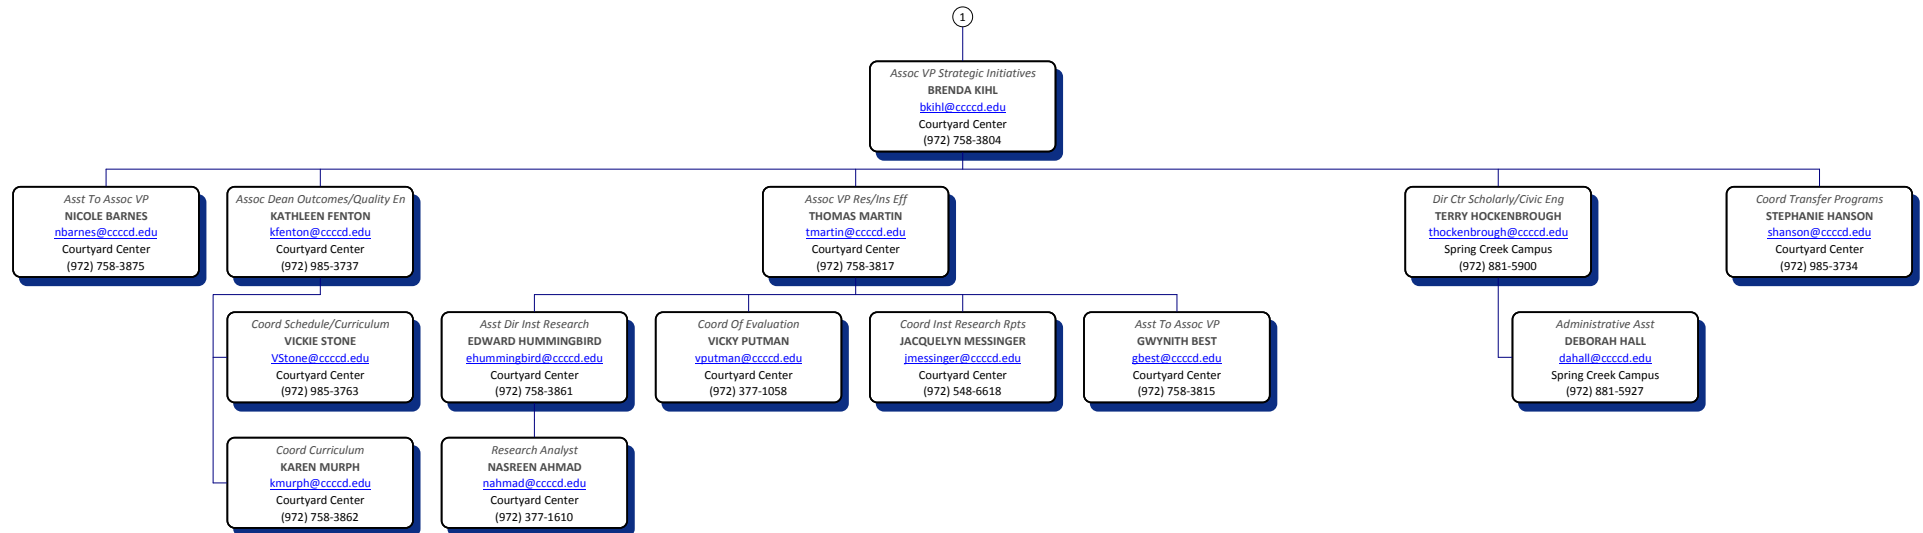 1
Assoc VP Strategic Initiatives
BRENDA KIHL
bkihl@ccccd.edu
Courtyard Center
(972) 758-3804
Asst To Assoc VP
NICOLE BARNES
nbarnes@ccccd.edu
Courtyard Center
(972) 758-3875
Assoc Dean Outcomes/Quality En
KATHLEEN FENTON
kfenton@ccccd.edu
Courtyard Center
(972) 985-3737
Assoc VP Res/Ins Eff
THOMAS MARTIN
tmartin@ccccd.edu
Courtyard Center
(972) 758-3817
Dir Ctr Scholarly/Civic Eng
TERRY HOCKENBROUGH
thockenbrough@ccccd.edu
Spring Creek Campus
(972) 881-5900
Coord Transfer Programs
STEPHANIE HANSON
shanson@ccccd.edu
Courtyard Center
(972) 985-3734
Coord Schedule/Curriculum
VICKIE STONE
VStone@ccccd.edu
Courtyard Center
(972) 985-3763
Asst Dir Inst Research
EDWARD HUMMINGBIRD
ehummingbird@ccccd.edu
Courtyard Center
(972) 758-3861
Coord Of Evaluation
VICKY PUTMAN
vputman@ccccd.edu
Courtyard Center
(972) 377-1058
Coord Inst Research Rpts
JACQUELYN MESSINGER
jmessinger@ccccd.edu
Courtyard Center
(972) 548-6618
Asst To Assoc VP
GWYNITH BEST
gbest@ccccd.edu
Courtyard Center
(972) 758-3815
Administrative Asst
DEBORAH HALL
dahall@ccccd.edu
Spring Creek Campus
(972) 881-5927
Coord Curriculum
KAREN MURPH
kmurph@ccccd.edu
Courtyard Center
(972) 758-3862
Research Analyst
NASREEN AHMAD
nahmad@ccccd.edu
Courtyard Center
(972) 377-1610